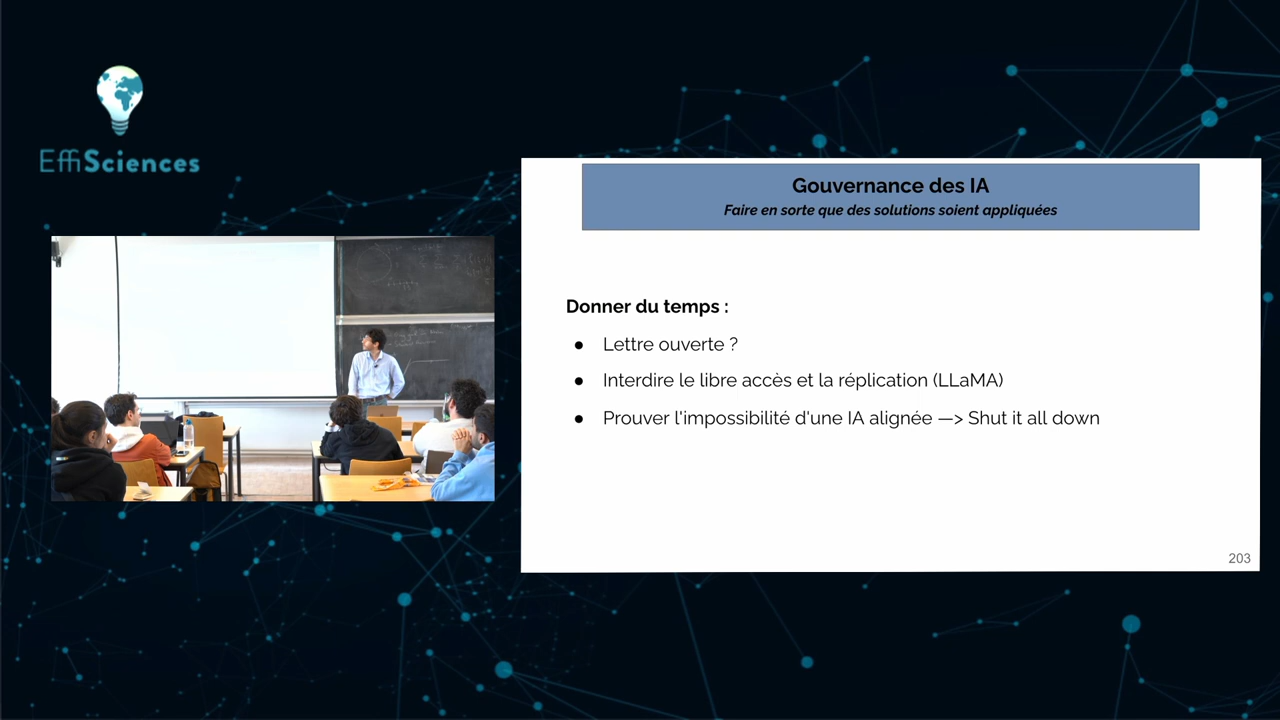 EffiSciences
Gouvernance des IA
Faire en sorte que des solutions soient appliquées
Donner du temps :
● Lettre ouverte ?
● Interdire le libre accès et la réplication (LLaMA)
● Prouver l'impossibilité d'une IA alignée —> Shut it all down
203